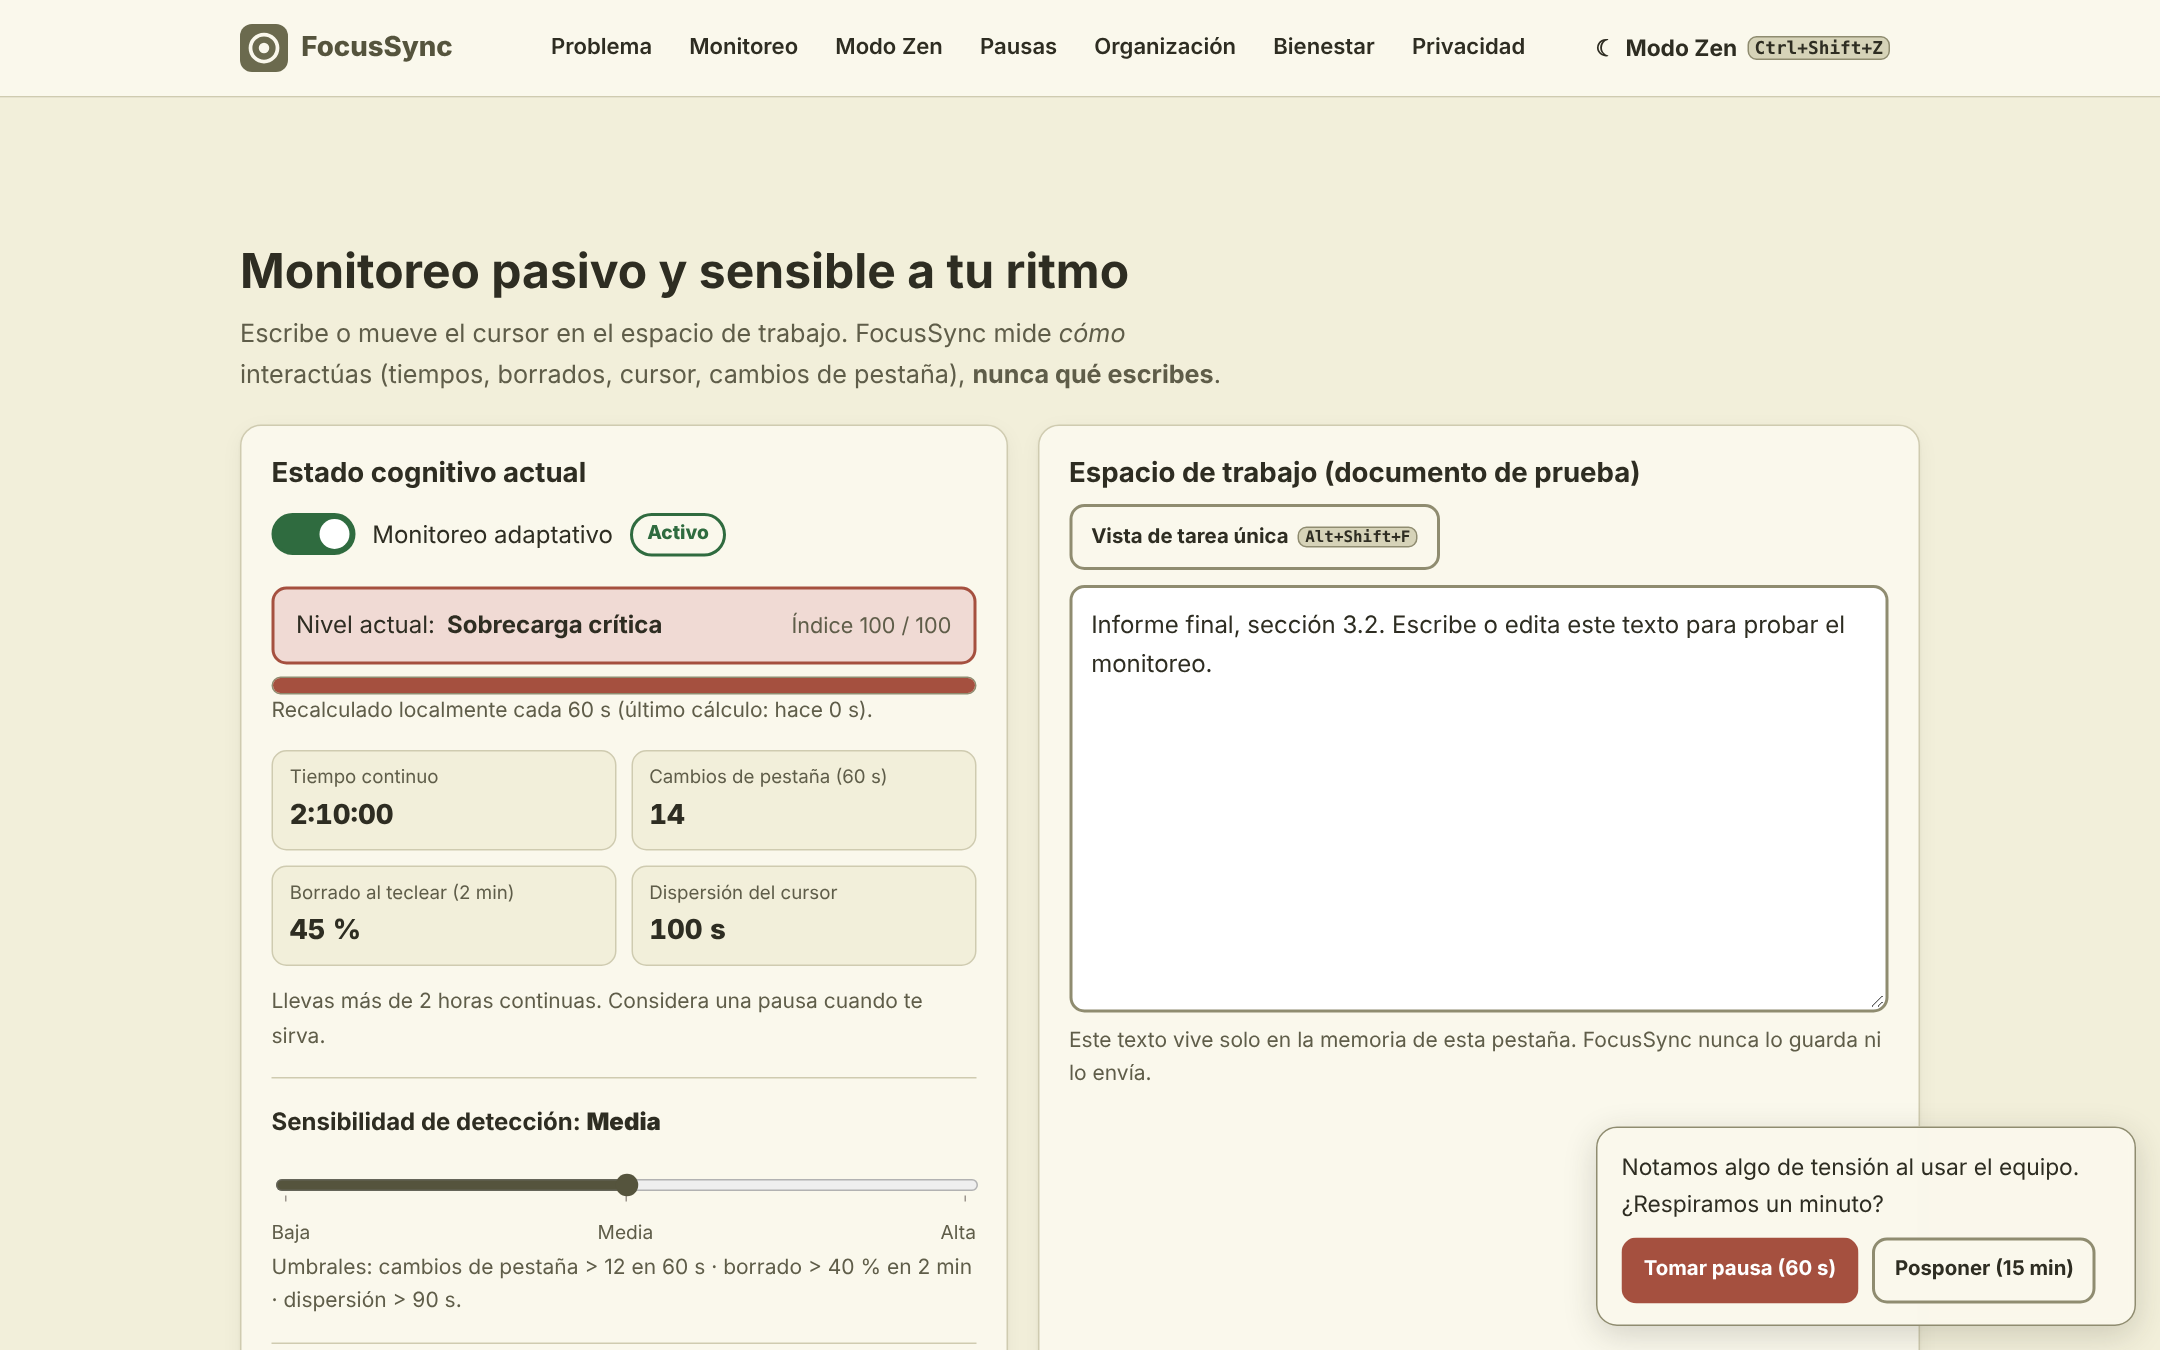 FocusSync
Problema
Monitoreo
Modo Zen
Pausas
Organización
Bienestar
Privacidad
Modo Zen Ctrl+Shift+Z
Monitoreo pasivo y sensible a tu ritmo
Escribe o mueve el cursor en el espacio de trabajo. FocusSync mide cómo
interactúas (tiempos, borrados, cursor, cambios de pestaña), nunca qué escribes.
Estado cognitivo actual
Monitoreo adaptativo
Activo
Nivel actual: Sobrecarga crítica
Índice 100 / 100
Recalculado localmente cada 60 s (último cálculo: hace 0 s).
Tiempo continuo
2:10:00
Cambios de pestaña (60 s)
14
Borrado al teclear (2 min)
45 %
Dispersión del cursor
100 s
Llevas más de 2 horas continuas. Considera una pausa cuando te
sirva.
Sensibilidad de detección: Media
Baja
Media
Alta
Umbrales: cambios de pestaña > 12 en 60 s · borrado > 40 % en 2 min
· dispersión > 90 s.
Espacio de trabajo (documento de prueba)
Vista de tarea única Alt+Shift+F
Informe final, sección 3.2. Escribe o edita este texto para probar el
monitoreo.
Este texto vive solo en la memoria de esta pestaña. FocusSync nunca lo guarda ni
lo envía.
Notamos algo de tensión al usar el equipo.
¿Respiramos un minuto?
Tomar pausa (60 s)
Posponer (15 min)